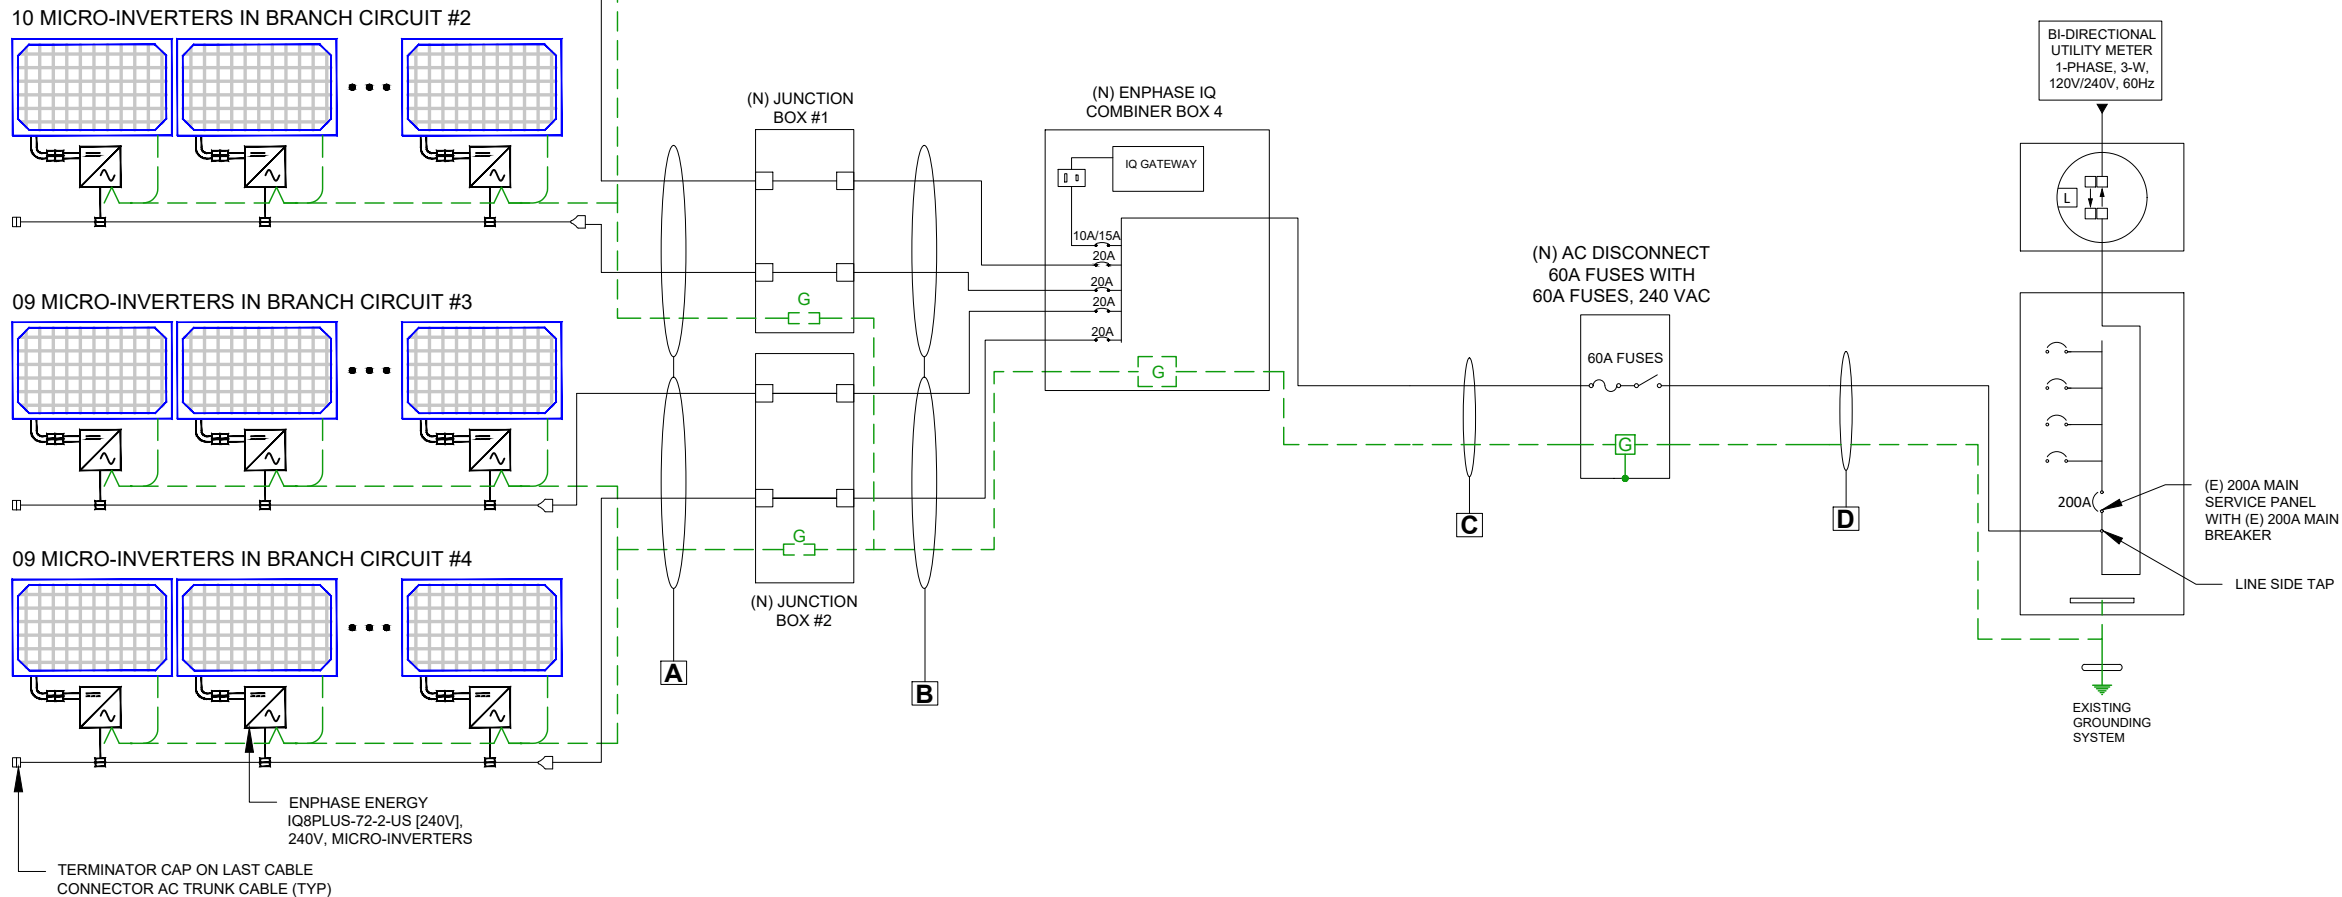 10 MICRO-INVERTERS IN BRANCH CIRCUIT #2
BI-DIRECTIONAL
UTILITY METER
1-PHASE, 3-W,
120V/240V, 60Hz
(N) JUNCTION
BOX #1
(N) ENPHASE IQ
COMBINER BOX 4
IQ GATEWAY
L
10A/15A
20A
20A
20A
20A
(N) AC DISCONNECT
60A FUSES WITH
60A FUSES, 240 VAC
09 MICRO-INVERTERS IN BRANCH CIRCUIT #3
G
60A FUSES
G
G
200A
(E) 200A MAIN
SERVICE PANEL
WITH (E) 200A MAIN
BREAKER
C
D
G
09 MICRO-INVERTERS IN BRANCH CIRCUIT #4
LINE SIDE TAP
(N) JUNCTION
BOX #2
A
B
EXISTING
GROUNDING
SYSTEM
ENPHASE ENERGY
IQ8PLUS-72-2-US [240V],
240V, MICRO-INVERTERS
TERMINATOR CAP ON LAST CABLE
CONNECTOR AC TRUNK CABLE (TYP)